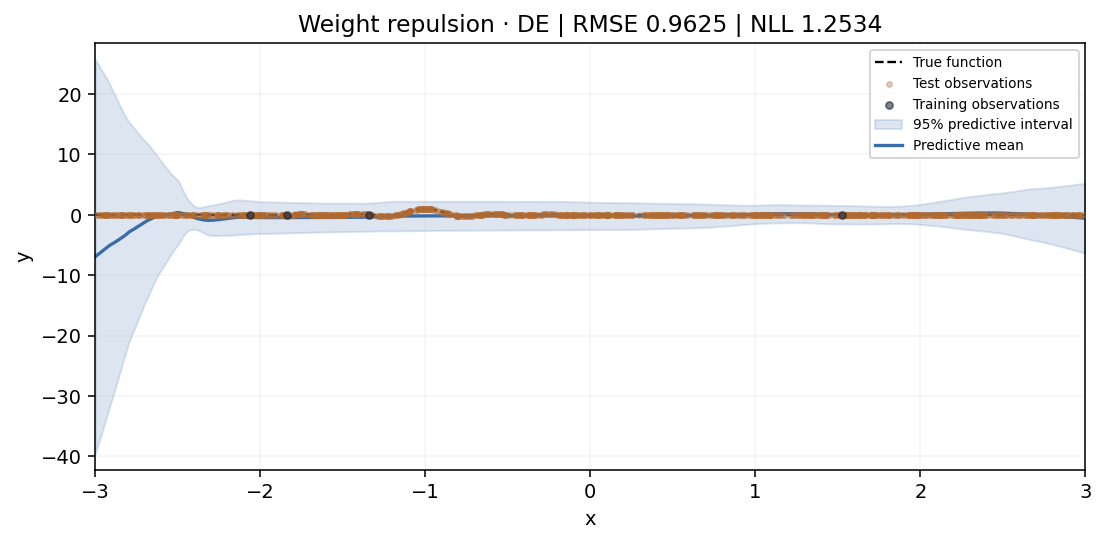 Weight repulsion · DE | RMSE 0.9625 | NLL 1.2534
True function
Test observations
Training observations
95% predictive interval
Predictive mean
20
10
0
−10
−20
−30
−40
y
−3
−2
−1
0
1
2
3
x